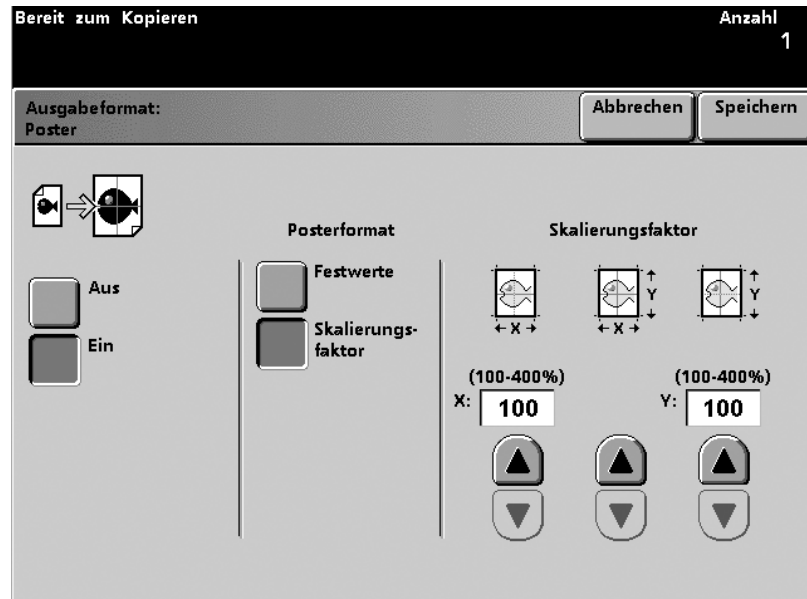 Bereit zum Kopieren
Anzahl
1
Ausgabeformat:
Poster
Abbrechen
Speichern
Aus
Ein
Posterformat
Festwerte
Skalierungs-
faktor
Skalierungsfaktor
X
X
Y
Y
(100-400%)
X: 100
(100-400%)
Y: 100